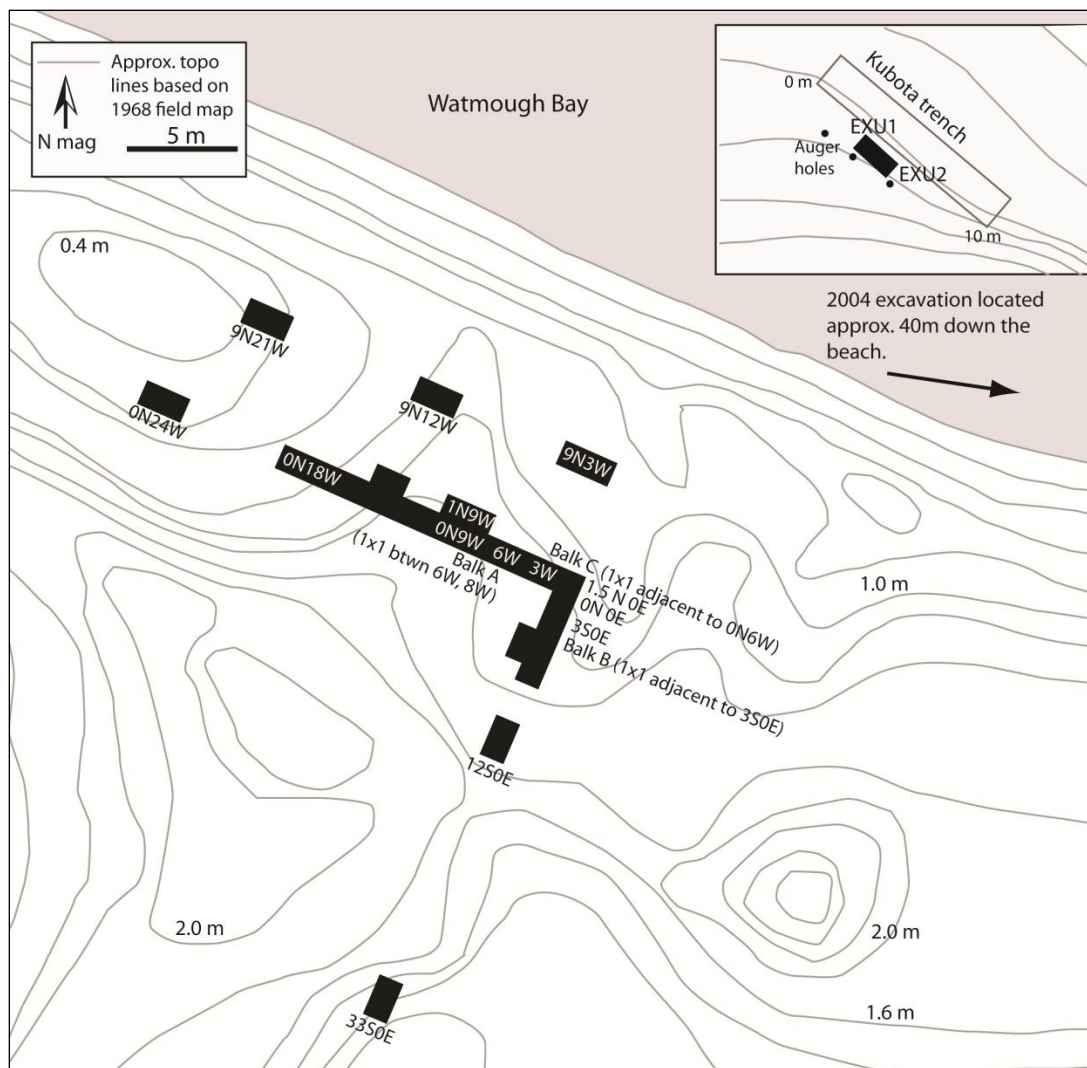 Approx. topo
lines based on
1968 field map
N mag
5 m
Watmough Bay
Kubota trench
0 m
EXU1
Auger
holes
EXU2
10 m
2004 excavation located
approx. 40m down the
beach.
0.4 m
9N21W
0N24W
9N12W
9N3W
0N18W
1N9W
0N9W
6W
3W
Balk A
(1x1 btwn 6W, 8W)
Balk C (1x1 adjacent to 0N6W)
1.5 N 0E
0N 0E
3S0E
Balk B (1x1 adjacent to 3S0E)
1.0 m
12S0E
2.0 m
2.0 m
1.6 m
33S0E